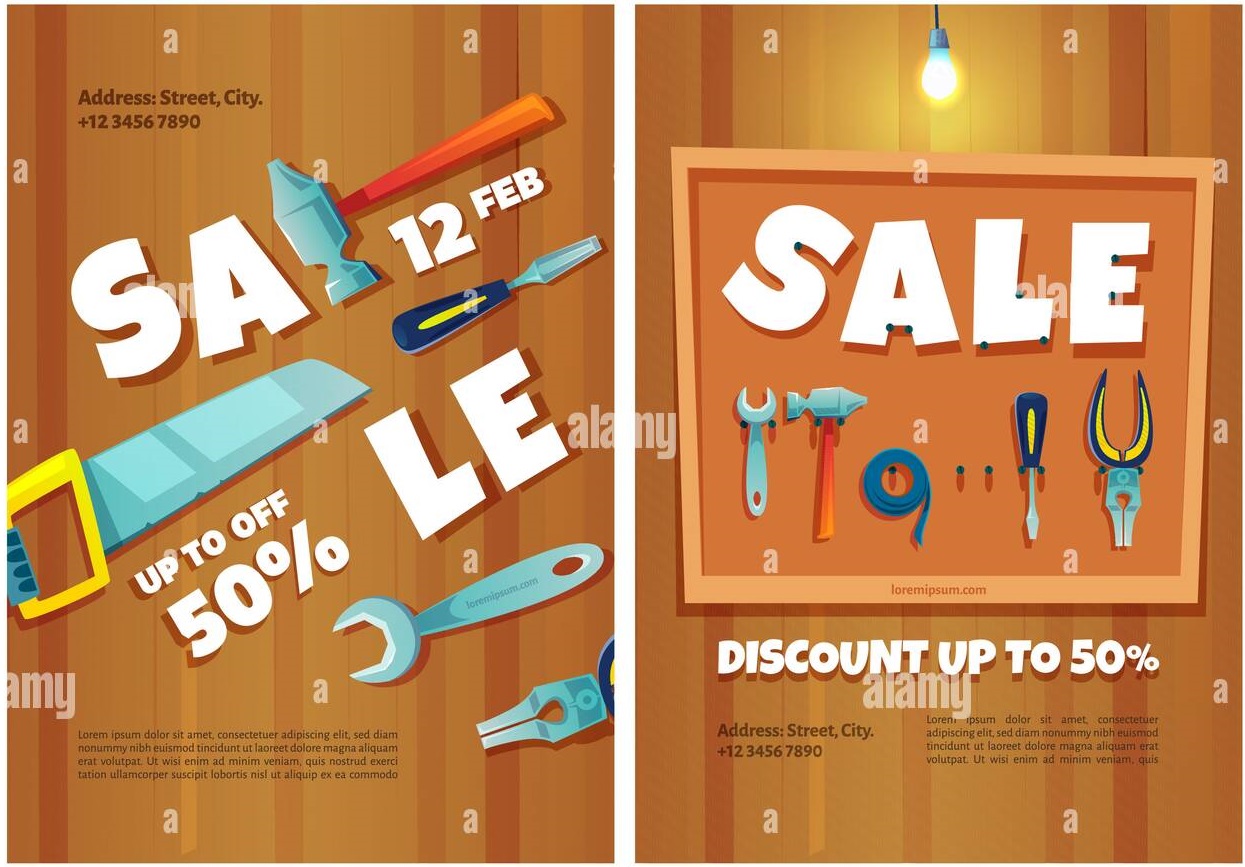 Address: Street, City.
+12 3456 7890
SA
12 FEB
LE
UP TO OFF
50%
loremipsum.com
Lorem ipsum dolor sit amet, consectetuer adipiscing elit, sed diam
nonummy nibh euismod tincidunt ut laoreet dolore magna aliquam
erat volutpat. Ut wisi enim ad minim veniam, quis nostrud exerci
tation ullamcorper suscipit lobortis nisl ut aliquip ex ea commodo
SALE
loremipsum.com
DISCOUNT UP TO 50%
Address: Street, City.
+12 3456 7890
Lorem ipsum dolor sit amet, consectetuer
adipiscing elit, sed diam nonummy nibh euismod
tincidunt ut laoreet dolore magna aliquam erat
volutpat. Ut wisi enim ad minim veniam, quis
alamy
alamy
alamy
a